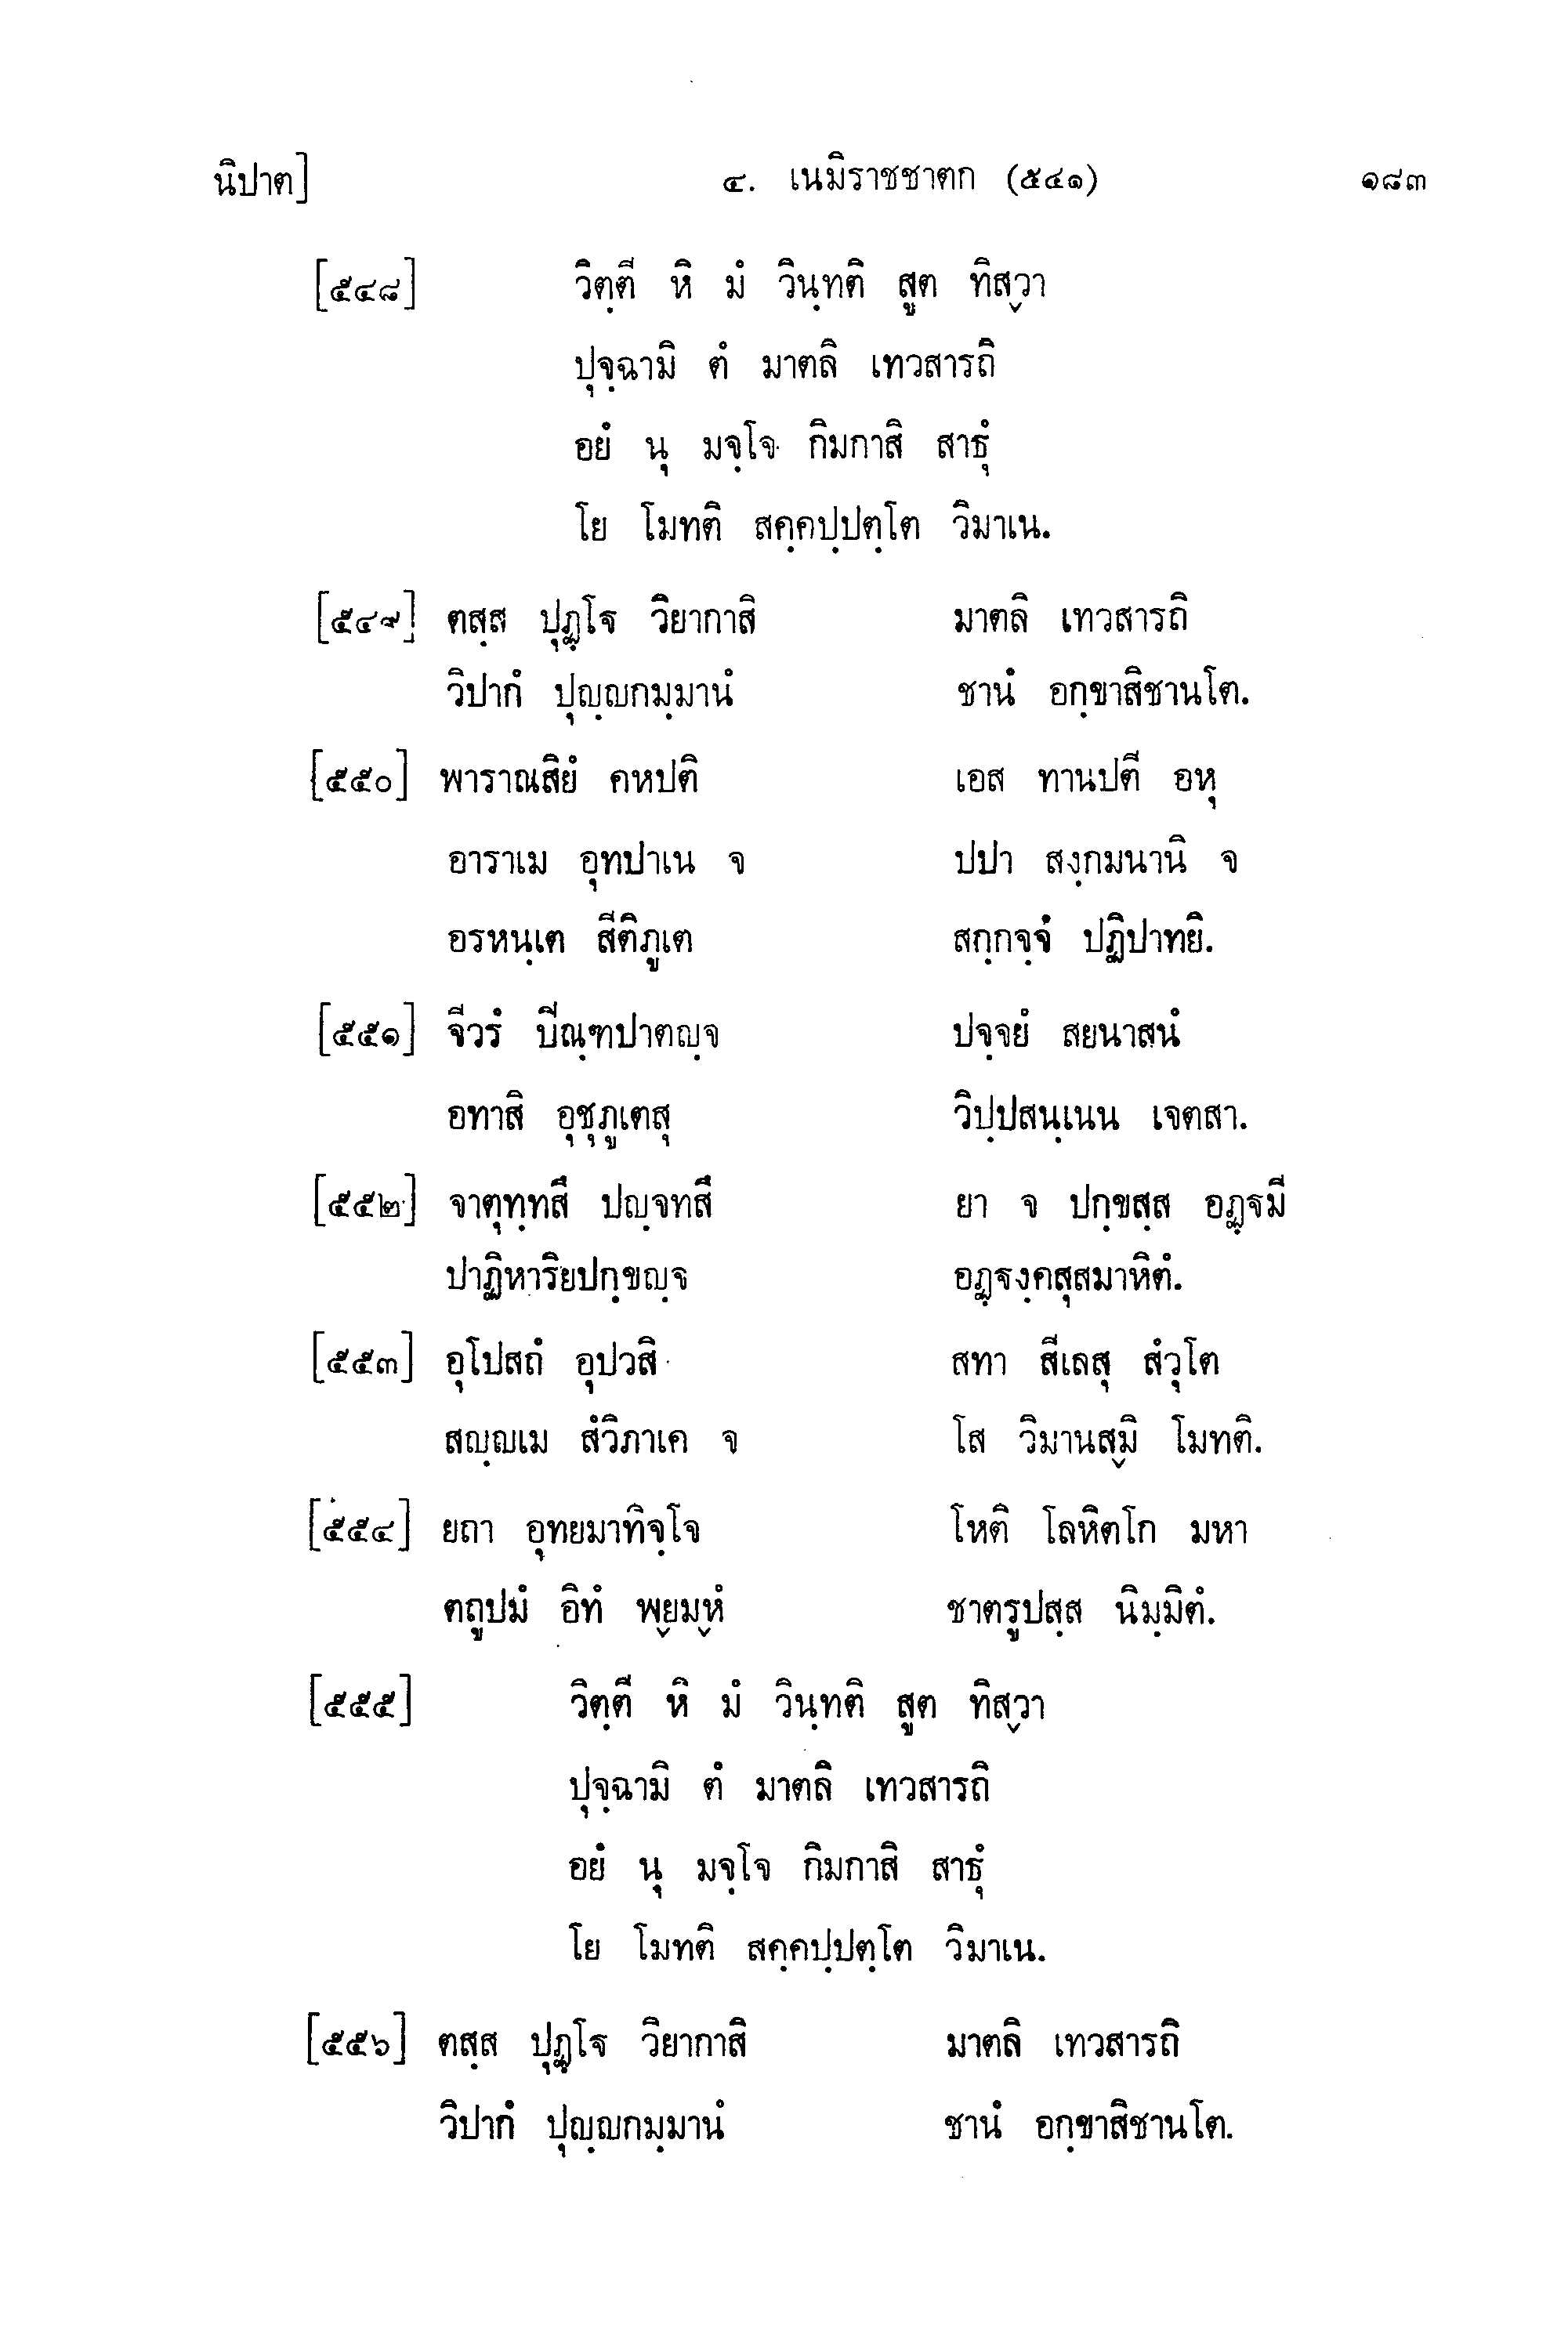 นิปาต] ๔. เนมิราชชาตก (๕๔๑) ๑๘๓
[๕๔๘] วิตฺตี หิ มํ วินฺทติ สูต ทิสฺวา
ปุจฺฉามิ ตํ มาตลิ เทวสารถิ
อยํ นุ มจฺโจ กิมกาสิ สาธุํ
โย โมทติ สคฺคปฺปตฺโต วิมาเน.
[๕๔๙] ตสฺส ปุฏฺโฐ วิยากาสิ มาตลิ เทวสารถิ
วิปากํ ปุญฺญกมฺมานํ ชานํ อกฺขาสิชานโต.
[๕๕๐] พาราณสิยํ คหปติ เอส ทานปตี อหุ
อาราเม อุทปาเน จ ปปา สงฺกมนานิ จ
อรหนฺเต สีติภูเต สกฺกจฺจํ ปฏิปาทยิ.
[๕๕๑] จีวรํ ปิณฺฑปาตญฺจ ปจฺจยํ สยนาสนํ
อทาสิ อุชุภูเตสุ วิปฺปสนฺเนน เจตสา.
[๕๕๒] จาตุทฺทสึ ปญฺจทสึ ยา จ ปกฺขสฺส อฏฺฐมี
ปาฏิหาริยปกฺขญฺจ อฏฺฐงฺคสุสมาหิตํ.
[๕๕๓] อุโปสถํ อุปวสิ สทา สีเลสุ สํวุโต
สญฺญเม สํวิภาเค จ โส วิมานสฺมิ โมทติ.
[๕๕๔] ยถา อุทยมาทิจฺโจ โหติ โลหิตโก มหา
ตถูปมํ อิทํ พฺยมฺหํ ชาตรูปสฺส นิมฺมิตํ.
[๕๕๕] วิตฺตี หิ มํ วินฺทติ สูต ทิสฺวา
ปุจฺฉามิ ตํ มาตลิ เทวสารถิ
อยํ นุ มจฺโจ กิมกาสิ สาธุํ
โย โมทติ สคฺคปฺปตฺโต วิมาเน.
[๕๕๖] ตสฺส ปุฏฺโฐ วิยากาสิ มาตลิ เทวสารถิ
วิปากํ ปุญฺญกมฺมานํ ชานํ อกฺขาสิชานโต.